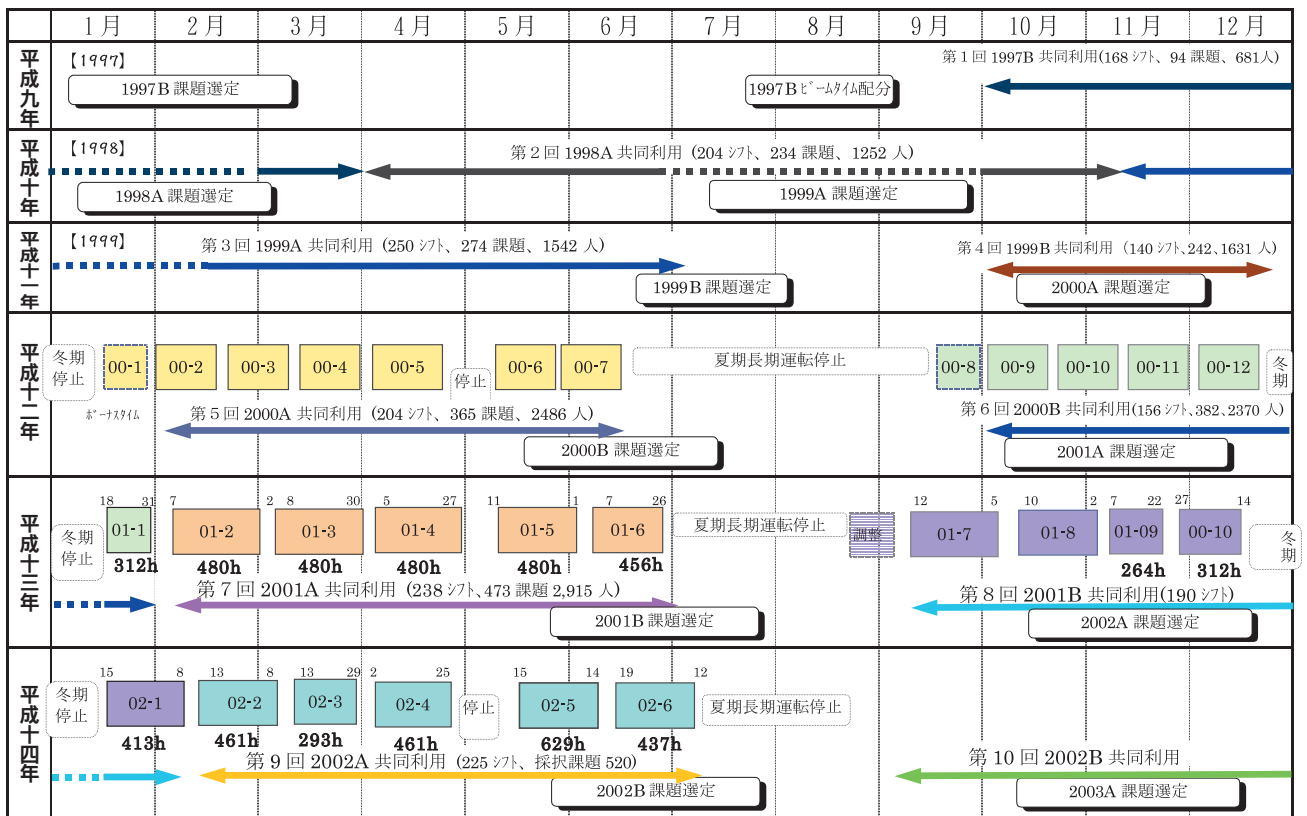 1月 2月 3月 4月 5月 6月 7月 8月 9月 10月 11月 12月
平成九年
【1997】
第1回1997B 共同利用(168 ｼﾌﾄ、94 課題、681人)
1997B 課題選定
1997Bﾋﾞｰﾑﾀｲﾑ配分
平成十年
【1998】
第2回 1998A 共同利用 (204 ｼﾌﾄ、234 課題、1252 人)
1998A 課題選定
1999A 課題選定
平成十一年
【1999】
第3回 1999A 共同利用 (250 ｼﾌﾄ、274 課題、1542 人)
第4回 1999B 共同利用 (140 ｼﾌﾄ,242、1631人)
1999B 課題選定
2000A 課題選定
平成十二年
冬期
停止
00-1 00-2 00-3 00-4 00-5
停止
00-6 00-7
夏期長期運転停止
00-8 00-9 00-10 00-11 00-12
冬期
ﾎﾞｰﾅｽﾀｲﾑ
第5回 2000A 共同利用 (204 ｼﾌﾄ、365 課題、2486 人)
第6回 2000B 共同利用(156 ｼﾌﾄ,382、2370 人)
2000B 課題選定
2001A 課題選定
平成十三年
18 31 7 2 8 30 5 27 11 1 7 26 12 5 10 2 7 22 27 14
冬期
停止
01-1 01-2 01-3 01-4 01-5 01-6
夏期長期運転停止
調整
01-7 01-8 01-09 00-10
冬期
312h 480h 480h 480h 480h 456h 264h 312h
第7回 2001A 共同利用 (238 ｼﾌﾄ､473 課題 2,915 人)
第8回 2001B 共同利用(190 ｼﾌﾄ)
2001B 課題選定
2002A 課題選定
平成十四年
15 8 13 8 13 29 2 25 15 14 19 12
冬期
停止
02-1 02-2 02-3 02-4
停止
02-5 02-6
夏期長期運転停止
413h 461h 293h 461h 629h 437h
第9回 2002A 共同利用 (225 ｼﾌﾄ、採択課題 520)
第10回 2002B 共同利用
2002B 課題選定
2003A 課題選定